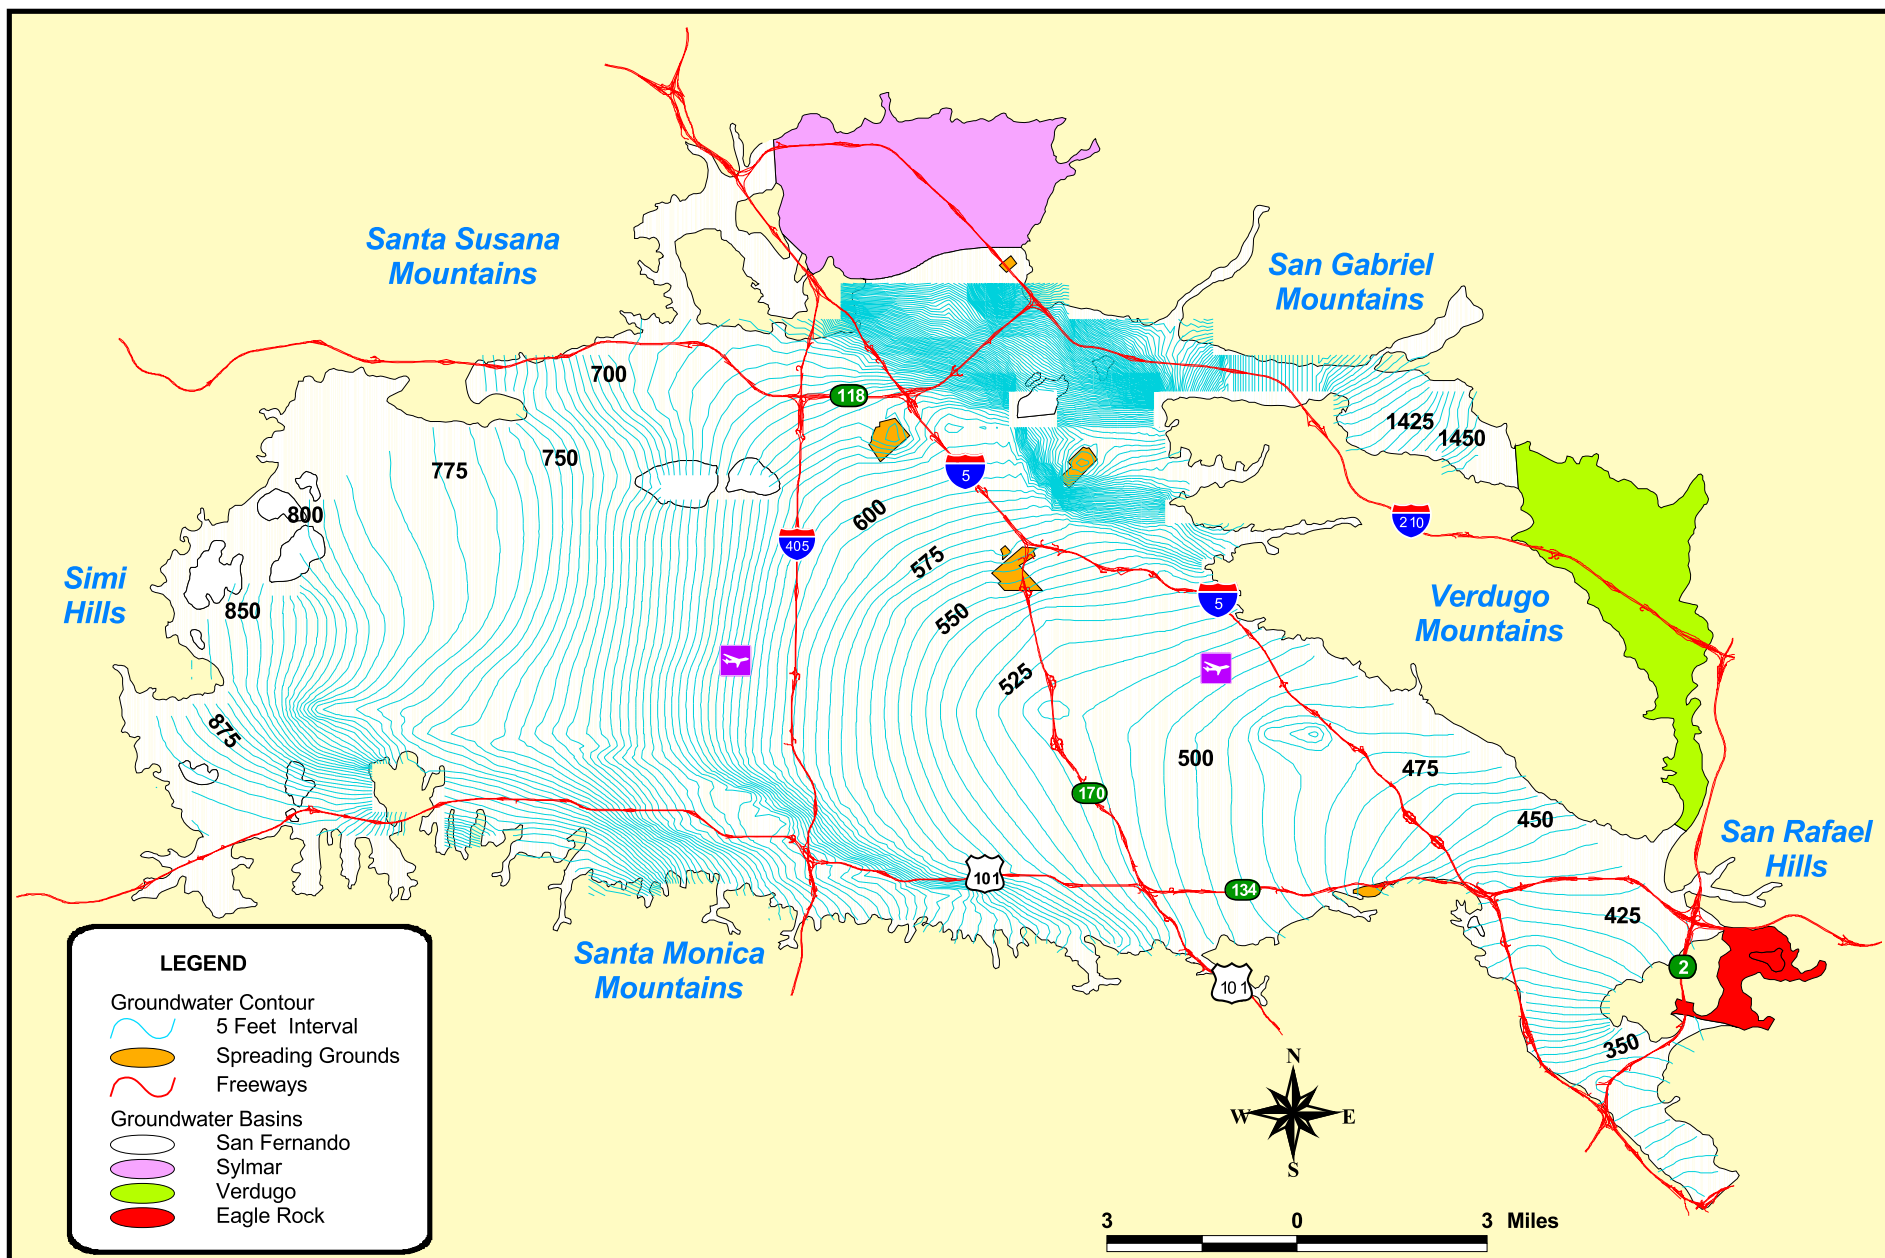 Santa Susana
Mountains
San Gabriel
Mountains
700
118
1425
1450
775
750
5
800
600
405
210
575
Simi
Hills
850
550
5
Verdugo
Mountains
525
875
500
475
170
450
San Rafael
Hills
101
134
425
Santa Monica
Mountains
2
101
350
LEGEND
Groundwater Contour
5 Feet Interval
Spreading Grounds
Freeways
Groundwater Basins
San Fernando
Sylmar
Verdugo
Eagle Rock
N
W E
S
3 0 3 Miles